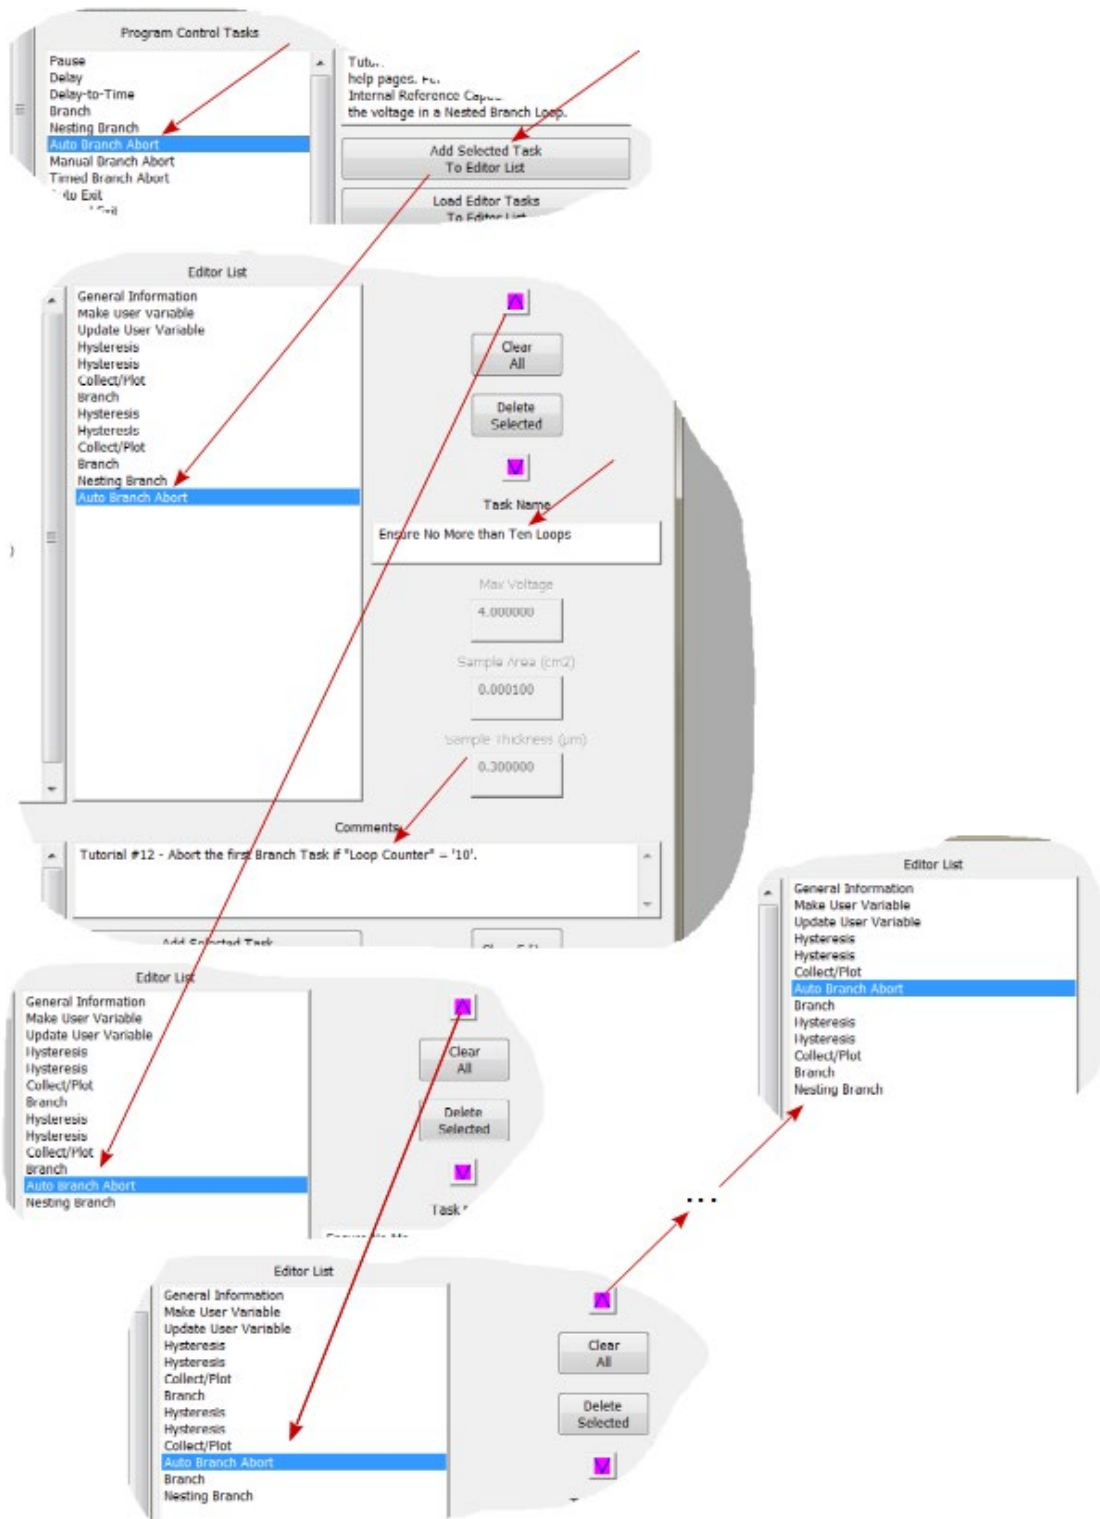 Program Control Tasks
Pause
Delay
Delay-to-Time
Branch
Nesting Branch
Auto Branch Abort
Manual Branch Abort
Timed Branch Abort
Exit
help pages.
Internal Reference
the voltage in a Nested Branch Loop.
Add Selected Task
To Editor List
Load Editor Tasks
To Editor List
Editor List
General Information
Make User Variable
Update User Variable
Hysteresis
Hysteresis
Collect/Plot
Branch
Hysteresis
Hysteresis
Collect/Plot
Branch
Nesting Branch
Auto Branch Abort
Clear
All
Delete
Selected
Task Name
Ensure No More than Ten Loops
Max Voltage
4.000000
Sample Area (cm2)
0.000100
Sample Thickness (µm)
0.300000
Comments
Tutorial #12 - Abort the first Branch Task if "Loop Counter" = '10'.
Add Selected Task
Editor List
General Information
Make User Variable
Update User Variable
Hysteresis
Hysteresis
Collect/Plot
Branch
Hysteresis
Hysteresis
Collect/Plot
Branch
Auto Branch Abort
Nesting Branch
Clear
All
Delete
Selected
Task
Editor List
General Information
Make User Variable
Update User Variable
Hysteresis
Hysteresis
Collect/Plot
Auto Branch Abort
Branch
Hysteresis
Hysteresis
Collect/Plot
Branch
Nesting Branch
...
Editor List
General Information
Make User Variable
Update User Variable
Hysteresis
Hysteresis
Collect/Plot
Branch
Hysteresis
Hysteresis
Collect/Plot
Auto Branch Abort
Branch
Nesting Branch
Clear
All
Delete
Selected